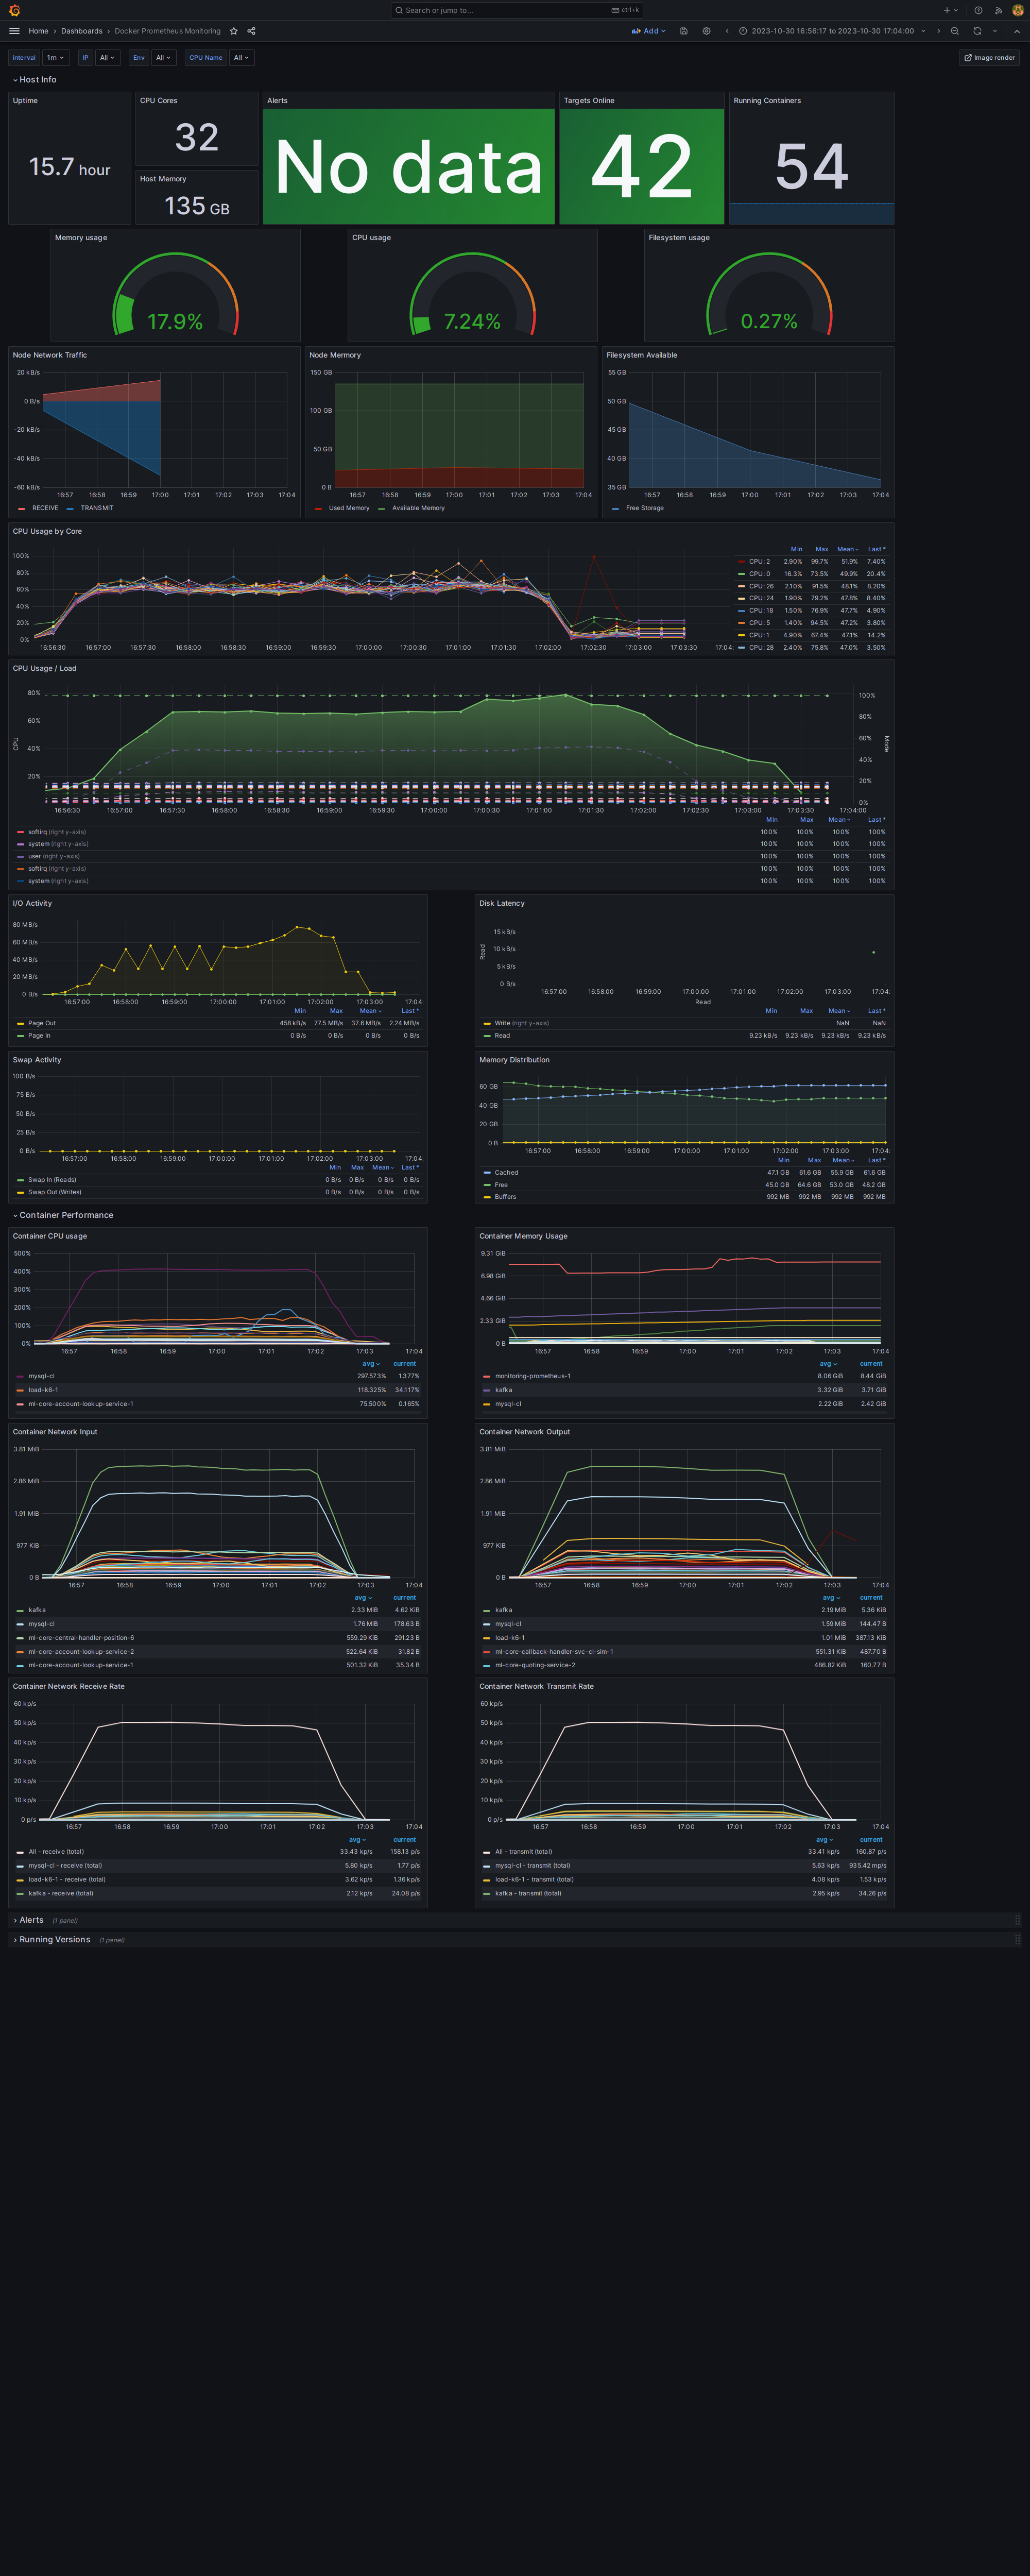 Search or jump to... ctrl+k
Home › Dashboards › Docker Prometheus Monitoring Add 2023-10-30 16:56:17 to 2023-10-30 17:04:00
Interval 1m IP All Env All CPU Name All Image render
Host Info
Uptime
15.7 hour
CPU Cores
32
Host Memory
135 GB
Alerts
No data
Targets Online
42
Running Containers
54
Memory usage
17.9%
CPU usage
7.24%
Filesystem usage
0.27%
Node Network Traffic
20 kB/s
0 B/s
-20 kB/s
-40 kB/s
-60 kB/s
16:57 16:58 16:59 17:00 17:01 17:02 17:03 17:04
RECEIVE TRANSMIT
Node Mermory
150 GB
100 GB
50 GB
0 B
16:57 16:58 16:59 17:00 17:01 17:02 17:03 17:04
Used Memory Available Memory
Filesystem Available
55 GB
50 GB
45 GB
40 GB
35 GB
16:57 16:58 16:59 17:00 17:01 17:02 17:03 17:04
Free Storage
CPU Usage by Core
100%
80%
60%
40%
20%
0%
16:56:30 16:57:00 16:57:30 16:58:00 16:58:30 16:59:00 16:59:30 17:00:00 17:00:30 17:01:00 17:01:30 17:02:00 17:02:30 17:03:00 17:03:30 17:04:
Min Max Mean Last *
CPU: 2 2.90% 99.7% 51.9% 7.40%
CPU: 0 16.3% 73.5% 49.9% 20.4%
CPU: 26 2.10% 91.5% 48.1% 8.20%
CPU: 24 1.90% 79.2% 47.8% 8.40%
CPU: 18 1.50% 76.9% 47.7% 4.90%
CPU: 5 1.40% 94.5% 47.2% 3.80%
CPU: 1 4.90% 67.4% 47.1% 14.2%
CPU: 28 2.40% 75.8% 47.0% 3.50%
CPU Usage / Load
CPU
80%
60%
40%
20%
100%
80%
60%
40%
20%
0%
Mode
16:56:30 16:57:00 16:57:30 16:58:00 16:58:30 16:59:00 16:59:30 17:00:00 17:00:30 17:01:00 17:01:30 17:02:00 17:02:30 17:03:00 17:03:30 17:04:00
Min Max Mean Last *
softirq (right y-axis) 100% 100% 100% 100%
system (right y-axis) 100% 100% 100% 100%
user (right y-axis) 100% 100% 100% 100%
softirq (right y-axis) 100% 100% 100% 100%
system (right y-axis) 100% 100% 100% 100%
I/O Activity
80 MB/s
60 MB/s
40 MB/s
20 MB/s
0 B/s
16:57:00 16:58:00 16:59:00 17:00:00 17:01:00 17:02:00 17:03:00 17:04:
Min Max Mean Last *
Page Out 458 kB/s 77.5 MB/s 37.6 MB/s 2.24 MB/s
Page In 0 B/s 0 B/s 0 B/s 0 B/s
Disk Latency
Read
15 kB/s
10 kB/s
5 kB/s
0 B/s
16:57:00 16:58:00 16:59:00 17:00:00 17:01:00 17:02:00 17:03:00 17:04:
Read
Min Max Mean Last *
Write (right y-axis) NaN NaN
Read 9.23 kB/s 9.23 kB/s 9.23 kB/s 9.23 kB/s
Swap Activity
100 B/s
75 B/s
50 B/s
25 B/s
0 B/s
16:57:00 16:58:00 16:59:00 17:00:00 17:01:00 17:02:00 17:03:00 17:04:
Min Max Mean Last *
Swap In (Reads) 0 B/s 0 B/s 0 B/s 0 B/s
Swap Out (Writes) 0 B/s 0 B/s 0 B/s 0 B/s
Memory Distribution
60 GB
40 GB
20 GB
0 B
16:57:00 16:58:00 16:59:00 17:00:00 17:01:00 17:02:00 17:03:00 17:04:
Min Max Mean Last *
Cached 47.1 GB 61.6 GB 55.9 GB 61.6 GB
Free 45.0 GB 64.6 GB 53.0 GB 48.2 GB
Buffers 992 MB 992 MB 992 MB 992 MB
Container Performance
Container CPU usage
500%
400%
300%
200%
100%
0%
16:57 16:58 16:59 17:00 17:01 17:02 17:03 17:04
avg current
mysql-cl 297.573% 1.377%
load-k6-1 118.325% 34.117%
ml-core-account-lookup-service-1 75.500% 0.165%
Container Memory Usage
9.31 GiB
6.98 GiB
4.66 GiB
2.33 GiB
0 B
16:57 16:58 16:59 17:00 17:01 17:02 17:03 17:04
avg current
monitoring-prometheus-1 8.06 GiB 8.44 GiB
kafka 3.32 GiB 3.71 GiB
mysql-cl 2.22 GiB 2.42 GiB
Container Network Input
3.81 MiB
2.86 MiB
1.91 MiB
977 KiB
0 B
16:57 16:58 16:59 17:00 17:01 17:02 17:03 17:04
avg current
kafka 2.33 MiB 4.62 KiB
mysql-cl 1.76 MiB 178.63 B
ml-core-central-handler-position-6 559.29 KiB 291.23 B
ml-core-account-lookup-service-2 522.64 KiB 31.82 B
ml-core-account-lookup-service-1 501.32 KiB 35.34 B
Container Network Output
3.81 MiB
2.86 MiB
1.91 MiB
977 KiB
0 B
16:57 16:58 16:59 17:00 17:01 17:02 17:03 17:04
avg current
kafka 2.19 MiB 5.36 KiB
mysql-cl 1.59 MiB 144.47 B
load-k6-1 1.01 MiB 387.13 KiB
ml-core-callback-handler-svc-cl-sim-1 551.31 KiB 487.70 B
ml-core-quoting-service-2 486.82 KiB 160.77 B
Container Network Receive Rate
60 kp/s
50 kp/s
40 kp/s
30 kp/s
20 kp/s
10 kp/s
0 p/s
16:57 16:58 16:59 17:00 17:01 17:02 17:03 17:04
avg current
All - receive (total) 33.43 kp/s 158.13 p/s
mysql-cl - receive (total) 5.80 kp/s 1.77 p/s
load-k6-1 - receive (total) 3.62 kp/s 1.36 kp/s
kafka - receive (total) 2.12 kp/s 24.08 p/s
Container Network Transmit Rate
60 kp/s
50 kp/s
40 kp/s
30 kp/s
20 kp/s
10 kp/s
0 p/s
16:57 16:58 16:59 17:00 17:01 17:02 17:03 17:04
avg current
All - transmit (total) 33.41 kp/s 160.87 p/s
mysql-cl - transmit (total) 5.63 kp/s 935.42 mp/s
load-k6-1 - transmit (total) 4.08 kp/s 1.53 kp/s
kafka - transmit (total) 2.95 kp/s 34.26 p/s
Alerts (1 panel)
Running Versions (1 panel)